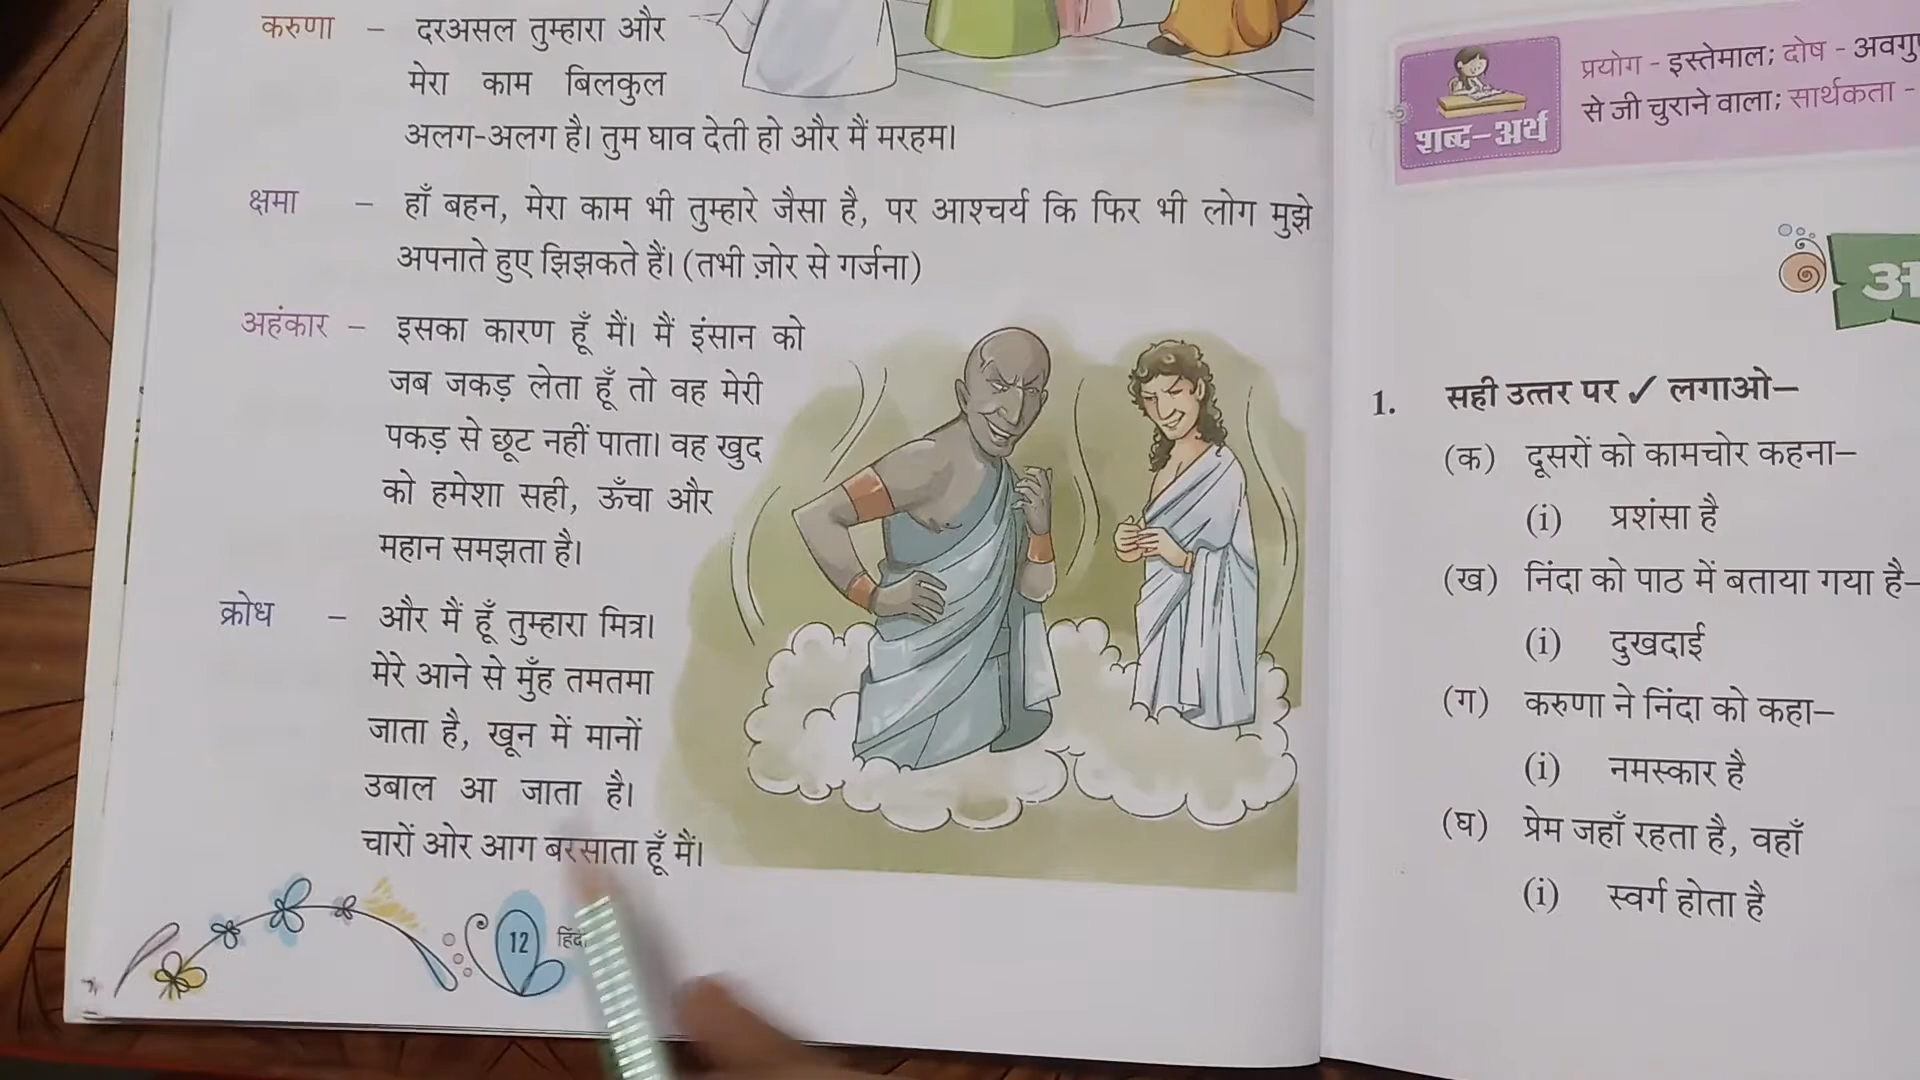 करुणा – दरअसल तुम्हारा और
मेरा काम बिलकुल
अलग-अलग है। तुम घाव देती हो और मैं मरहम।
क्षमा – हाँ बहन, मेरा काम भी तुम्हारे जैसा है, पर आश्चर्य कि फिर भी लोग मुझे
अपनाते हुए झिझकते हैं। (तभी ज़ोर से गर्जना)
अहंकार – इसका कारण हूँ मैं। मैं इंसान को
जब जकड़ लेता हूँ तो वह मेरी
पकड़ से छूट नहीं पाता। वह खुद
को हमेशा सही, ऊँचा और
महान समझता है।
क्रोध – और मैं हूँ तुम्हारा मित्र।
मेरे आने से मुँह तमतमा
जाता है, खून में मानों
उबाल आ जाता है।
चारों ओर आग बरसाता हूँ मैं।
12
शब्द-अर्थ
प्रयोग - इस्तेमाल; दोष -
से जी चुराने वाला; सार्थकता -
1. सही उत्तर पर ✓ लगाओ–
(क) दूसरों को कामचोर कहना–
(i) प्रशंसा है
(ख) निंदा को पाठ में बताया गया है–
(i) दुखदाई
(ग) करुणा ने निंदा को कहा–
(i) नमस्कार है
(घ) प्रेम जहाँ रहता है, वहाँ
(i) स्वर्ग होता है